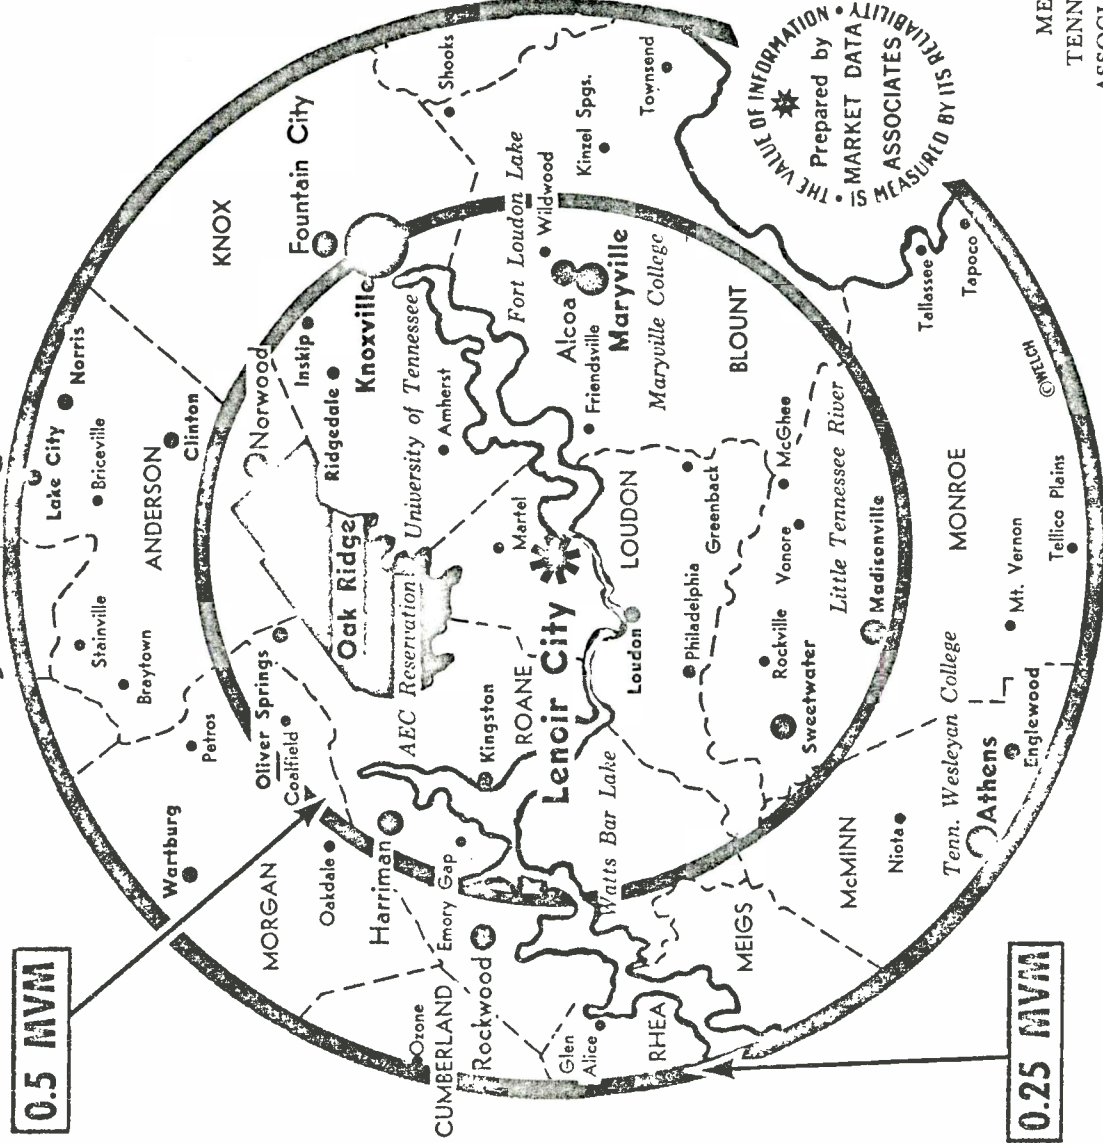 0.5 MVM
0.25 MVM
THE VALUE OF INFORMATION • IS MEASURED BY ITS RELIABILITY •
Prepared by
MARKET DATA
ASSOCIATES
ME
TENN
ASSOCI
Ozone
CUMBERLAND
Rockwood
Glen
Alice
RHEA
MORGAN
Oakdale
Harriman
Emory Gap
Wartburg
Watts Bar Lake
MEIGS
McMINN
Niota
Tenn. Wesleyan College
Athens
Englewood
Petros
Oliver Springs
Coalfield
AEC Reservation
Kingston
ROANE
Lenoir City
Loudon
Philadelphia
Rockville
Sweetwater
Madisonville
Mt. Vernon
Tellico Plains
MONROE
Stainville
Braytown
Lake City
Briceville
Norris
ANDERSON
Clinton
Norwood
Oak Ridge
Ridgedale
Inskip
Knoxville
University of Tennessee
Amherst
Martel
LOUDON
Greenback
Vonore
McGhee
Little Tennessee River
KNOX
Fountain City
Shooks
Fort Loudon Lake
Wildwood
Kinzel Spgs.
Townsend
Alcoa
Maryville
Friendsville
Maryville College
BLOUNT
Tallassee
Tapoco
©WELCH